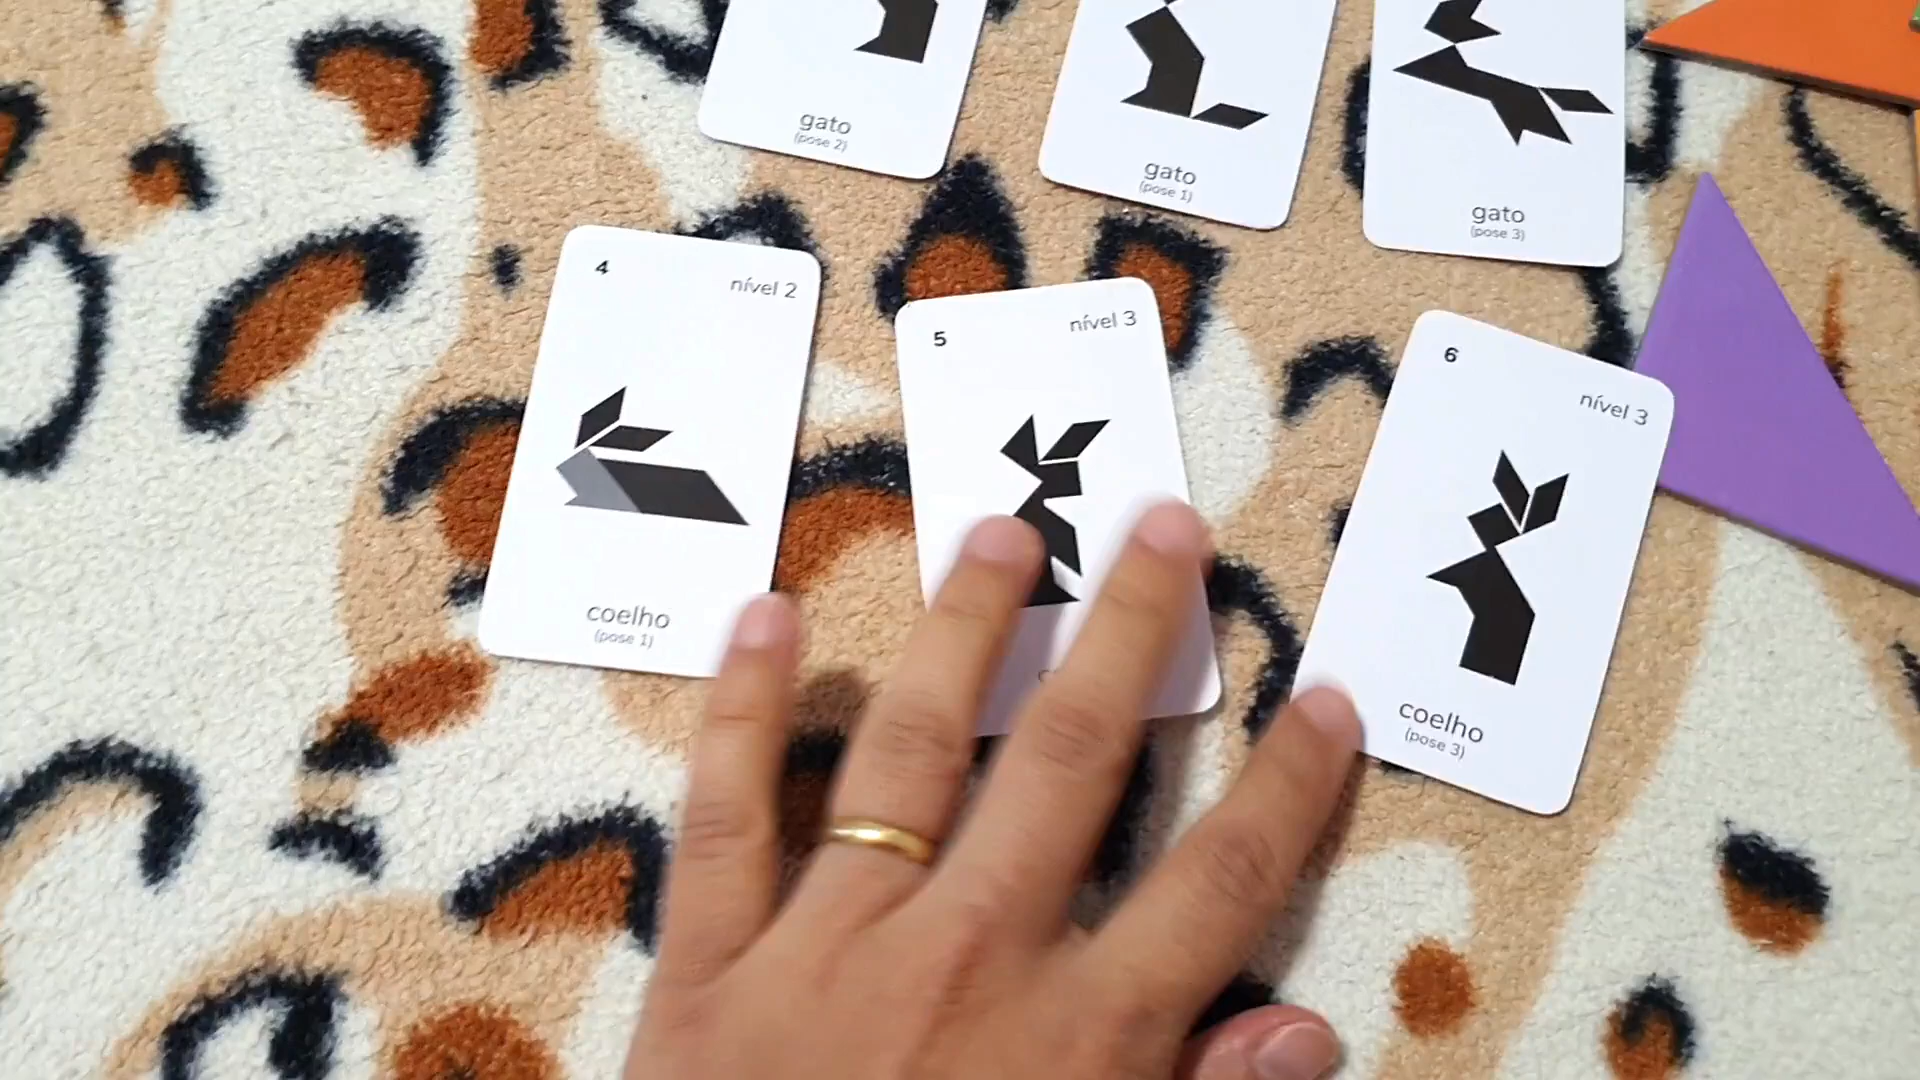 gato
(pose 2)
gato
(pose 1)
gato
(pose 3)
4
nível 2
coelho
(pose 1)
5
nível 3
6
nível 3
coelho
(pose 3)